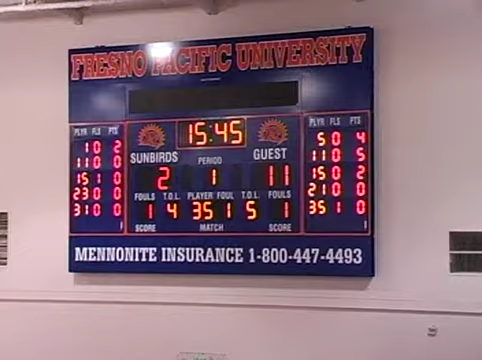 FRESNO PACIFIC UNIVERSITY
PLYR FLS PTS 15:45 PLYR FLS PTS
1 0 2 5 0 4
SUNBIRDS PERIOD GUEST
11 0 0 11 0 5
2 1 11
15 1 0 15 0 2
FOULS T.O.L. PLAYER FOUL T.O.L. FOULS
23 0 0 21 0 0
1 4 35 1 5 1
31 0 0 35 1 0
SCORE MATCH SCORE
MENNONITE INSURANCE 1-800-447-4493